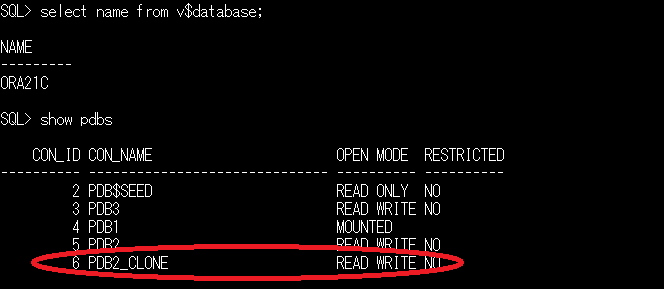 SQL> select name from v$database;
NAME
---------
ORA21C
SQL> show pdbs
CON_ID CON_NAME                       OPEN MODE  RESTRICTED
---------- ------------------------------ ---------- ----------
2 PDB$SEED                       READ ONLY  NO
3 PDB3                           READ WRITE NO
4 PDB1                           MOUNTED
5 PDB2                           READ WRITE NO
6 PDB2_CLONE                     READ WRITE NO